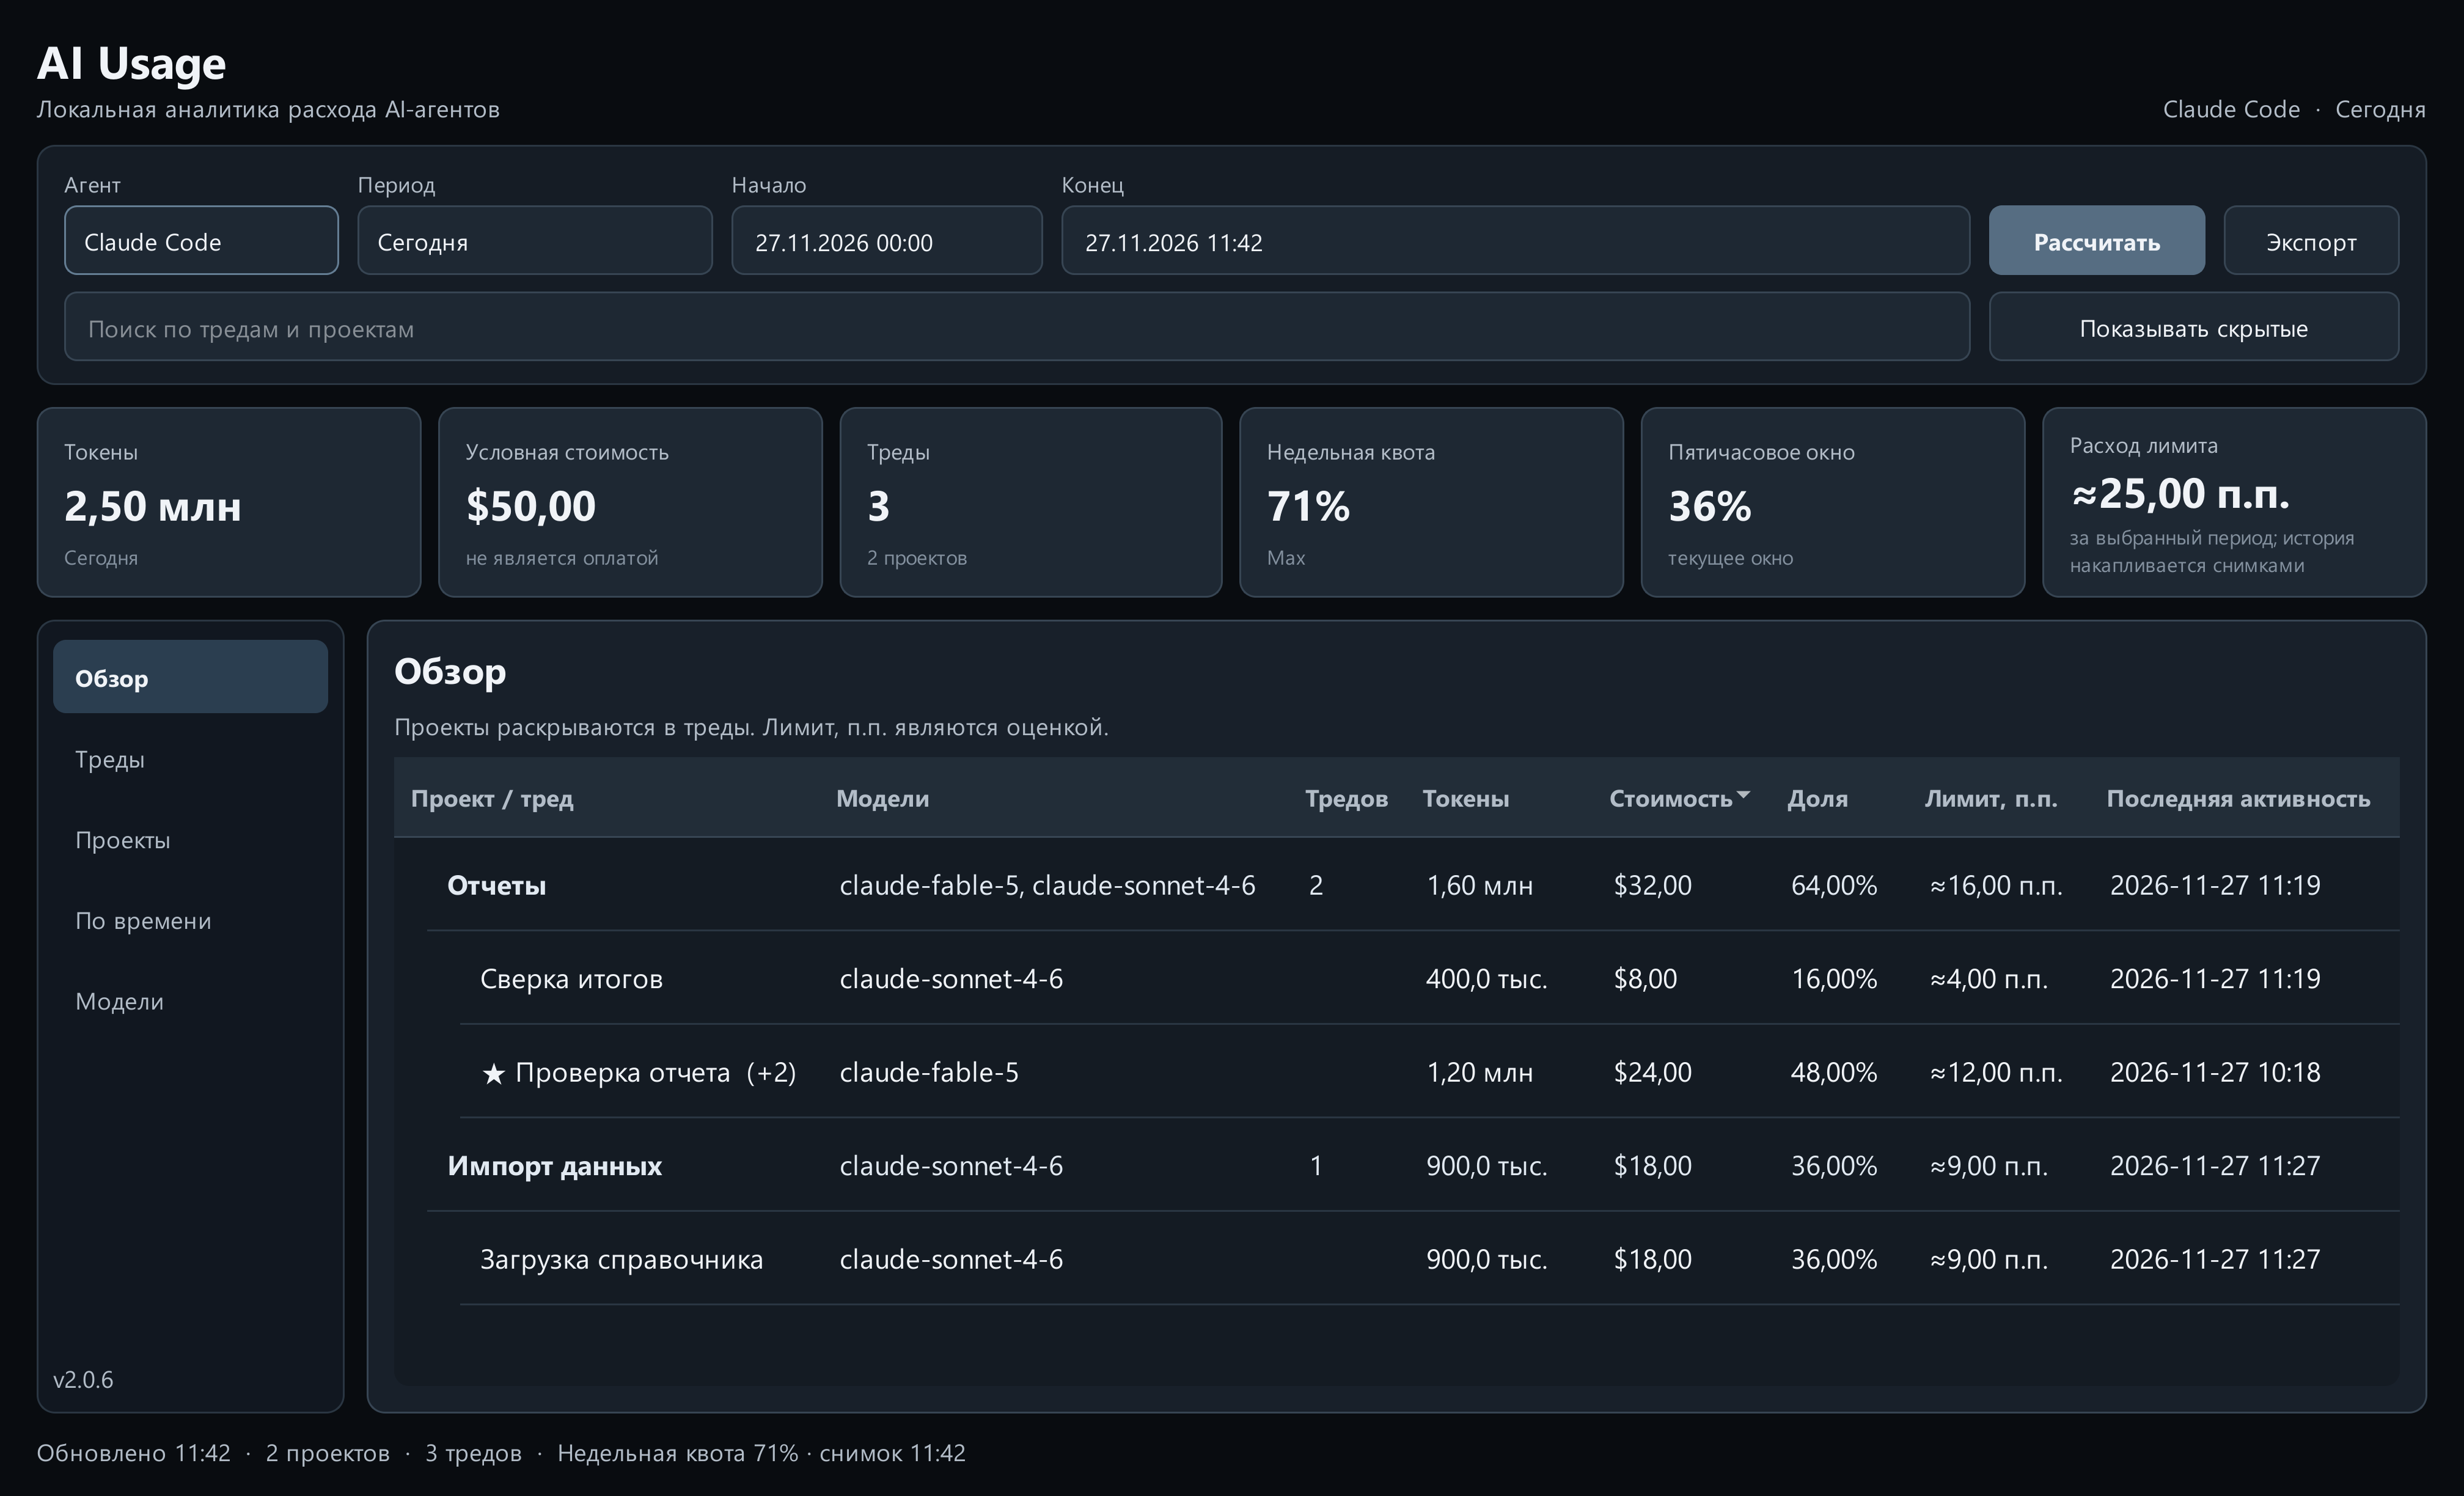 AI Usage
Локальная аналитика расхода AI-агентов
Claude Code · Сегодня
Агент
Период
Начало
Конец
Claude Code
Сегодня
27.11.2026 00:00
27.11.2026 11:42
Рассчитать
Экспорт
Поиск по тредам и проектам
Показывать скрытые
Токены
2,50 млн
Сегодня
Условная стоимость
$50,00
не является оплатой
Треды
3
2 проектов
Недельная квота
71%
Max
Пятичасовое окно
36%
текущее окно
Расход лимита
≈25,00 п.п.
за выбранный период; история
накапливается снимками
Обзор
Треды
Проекты
По времени
Модели
v2.0.6
Обзор
Проекты раскрываются в треды. Лимит, п.п. являются оценкой.
Проект / тред Модели Тредов Токены Стоимость Доля Лимит, п.п. Последняя активность
Отчеты claude-fable-5, claude-sonnet-4-6 2 1,60 млн $32,00 64,00% ≈16,00 п.п. 2026-11-27 11:19
Сверка итогов claude-sonnet-4-6 400,0 тыс. $8,00 16,00% ≈4,00 п.п. 2026-11-27 11:19
★ Проверка отчета (+2) claude-fable-5 1,20 млн $24,00 48,00% ≈12,00 п.п. 2026-11-27 10:18
Импорт данных claude-sonnet-4-6 1 900,0 тыс. $18,00 36,00% ≈9,00 п.п. 2026-11-27 11:27
Загрузка справочника claude-sonnet-4-6 900,0 тыс. $18,00 36,00% ≈9,00 п.п. 2026-11-27 11:27
Обновлено 11:42 · 2 проектов · 3 тредов · Недельная квота 71% · снимок 11:42